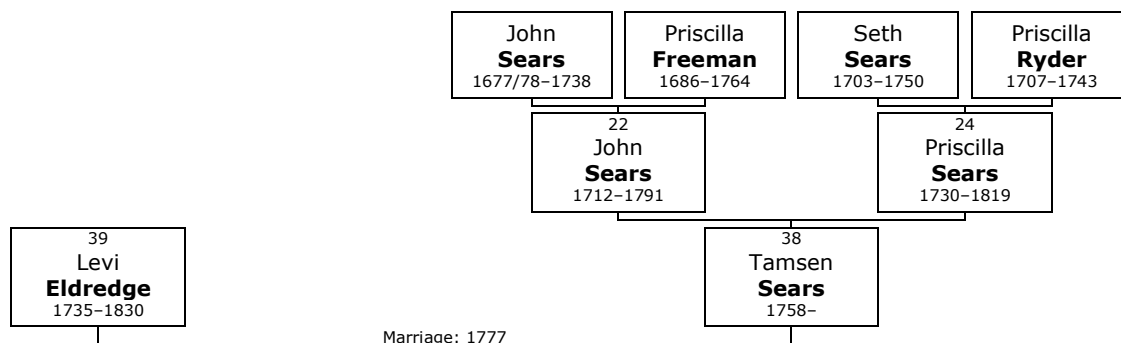 John
Sears
1677/78–1738
Priscilla
Freeman
1686–1764
Seth
Sears
1703–1750
Priscilla
Ryder
1707–1743
22
John
Sears
1712–1791
24
Priscilla
Sears
1730–1819
39
Levi
Eldredge
1735–1830
38
Tamsen
Sears
1758–
Marriage: 1777